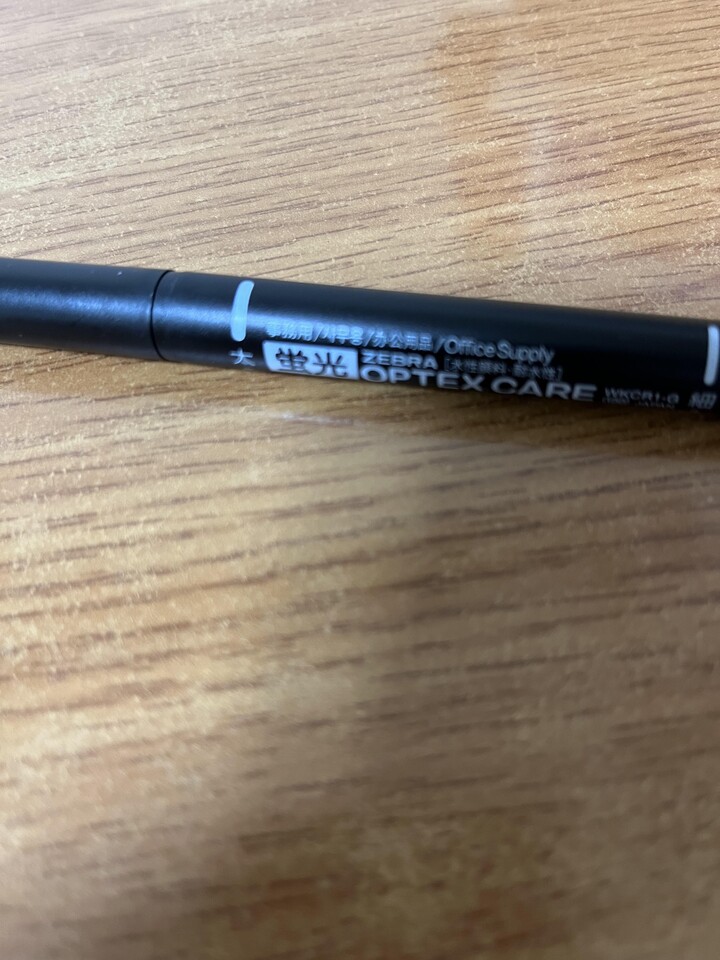 事務用/사무용/办公用品/Office Supply
太 蛍光 ZEBRA [水性顔料・耐水性]
OPTEX CARE WKCR1-G 細